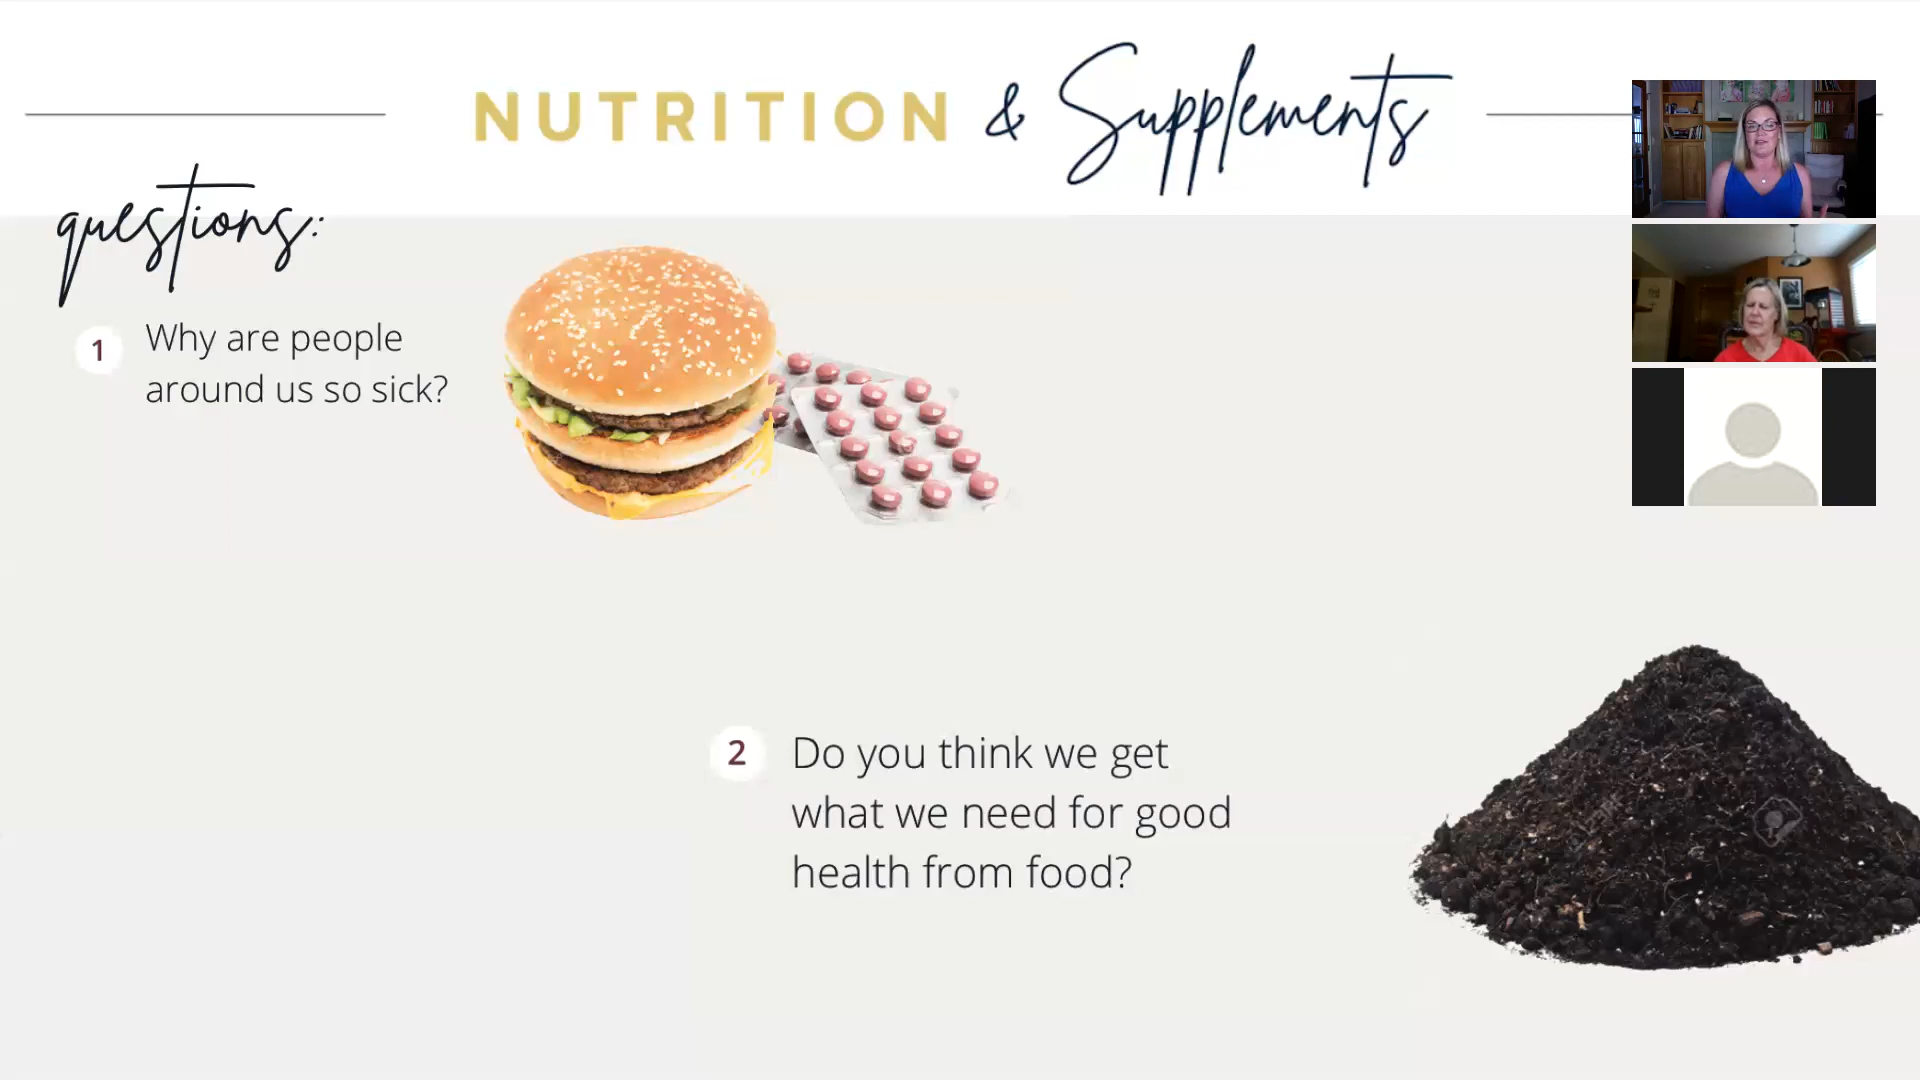 NUTRITION & Supplements
questions:
1 Why are people
around us so sick?
2 Do you think we get
what we need for good
health from food?